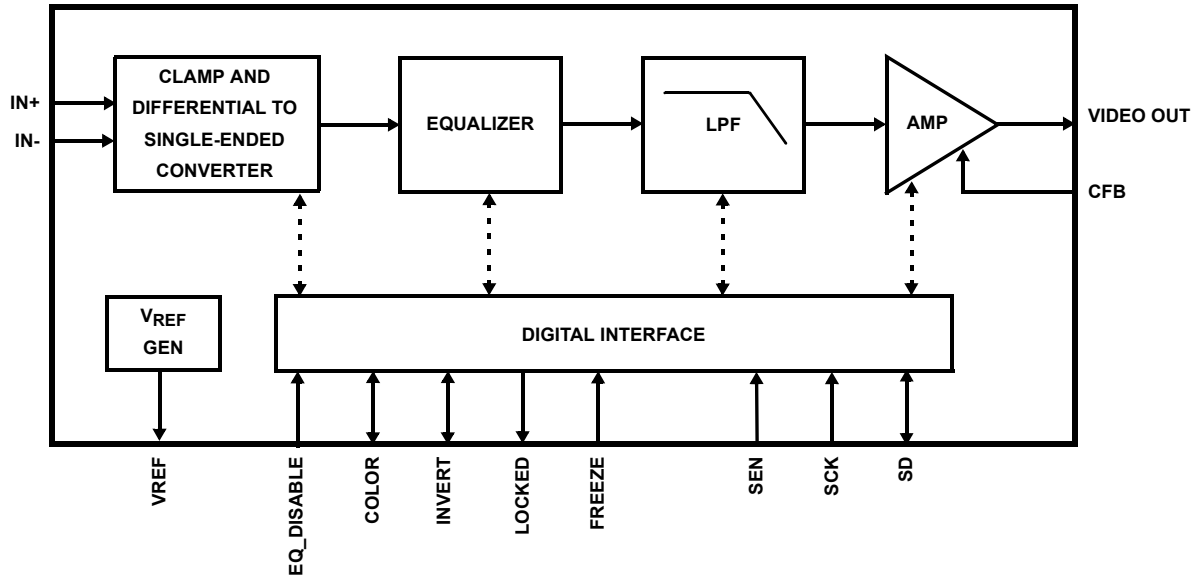 CLAMP AND
DIFFERENTIAL TO
SINGLE-ENDED
CONVERTER
IN+
IN-
EQUALIZER
LPF
AMP
VIDEO OUT
CFB
VREF
GEN
DIGITAL INTERFACE
VREF
EQ_DISABLE
COLOR
INVERT
LOCKED
FREEZE
SEN
SCK
SD